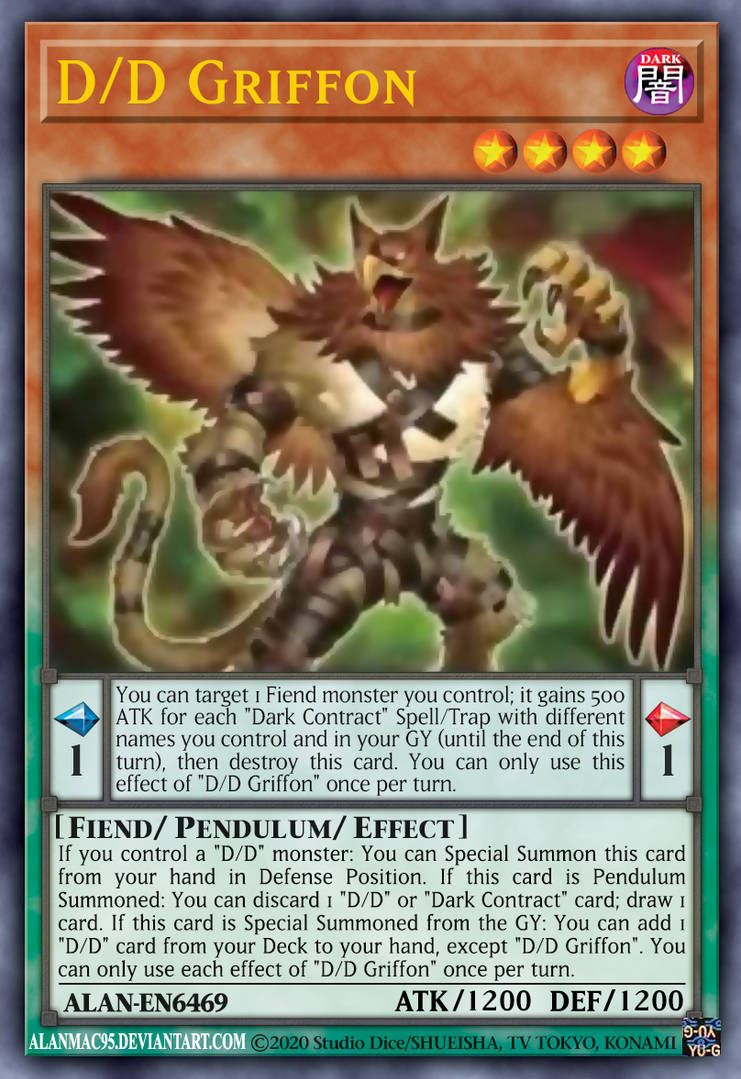 D/D GRIFFON
DARK
闇
You can target 1 Fiend monster you control; it gains 500
ATK for each "Dark Contract" Spell/Trap with different
names you control and in your GY (until the end of this
turn), then destroy this card. You can only use this
effect of "D/D Griffon" once per turn.
1
1
[FIEND/ PENDULUM/ EFFECT]
If you control a "D/D" monster: You can Special Summon this card
from your hand in Defense Position. If this card is Pendulum
Summoned: You can discard 1 "D/D" or "Dark Contract" card; draw 1
card. If this card is Special Summoned from the GY: You can add 1
"D/D" card from your Deck to your hand, except "D/D Griffon". You
can only use each effect of "D/D Griffon" once per turn.
ALAN-EN6469 ATK/1200 DEF/1200
ALANMAC95.DEVIANTART.COM ©2020 Studio Dice/SHUEISHA, TV TOKYO, KONAMI
YU-G